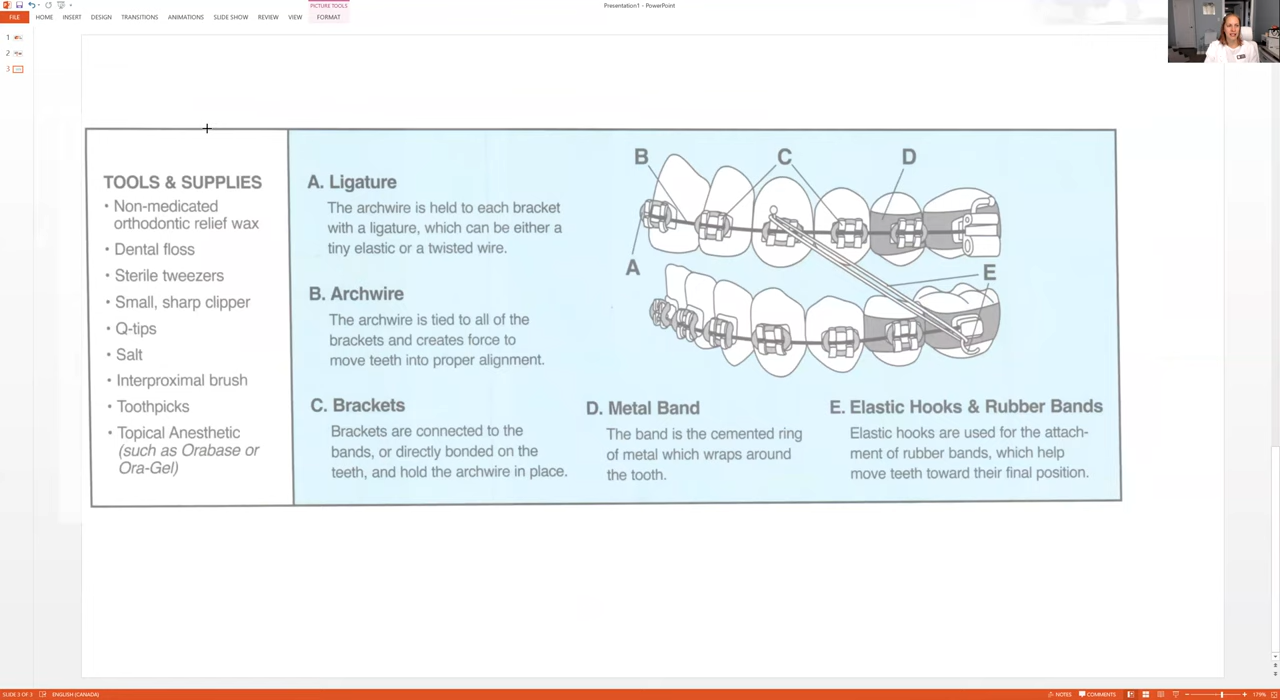 Presentation1 - PowerPoint
PICTURE TOOLS
FILE
HOME
INSERT
DESIGN
TRANSITIONS
ANIMATIONS
SLIDE SHOW
REVIEW
VIEW
FORMAT
1
2
3
TOOLS & SUPPLIES
• Non-medicated
orthodontic relief wax
• Dental floss
• Sterile tweezers
• Small, sharp clipper
• Q-tips
• Salt
• Interproximal brush
• Toothpicks
• Topical Anesthetic
(such as Orabase or
Ora-Gel)
A. Ligature
The archwire is held to each bracket
with a ligature, which can be either a
tiny elastic or a twisted wire.
B. Archwire
The archwire is tied to all of the
brackets and creates force to
move teeth into proper alignment.
C. Brackets
Brackets are connected to the
bands, or directly bonded on the
teeth, and hold the archwire in place.
B
C
D
A
E
D. Metal Band
The band is the cemented ring
of metal which wraps around
the tooth.
E. Elastic Hooks & Rubber Bands
Elastic hooks are used for the attach-
ment of rubber bands, which help
move teeth toward their final position.
SLIDE 3 OF 3
ENGLISH (CANADA)
NOTES
COMMENTS
179%